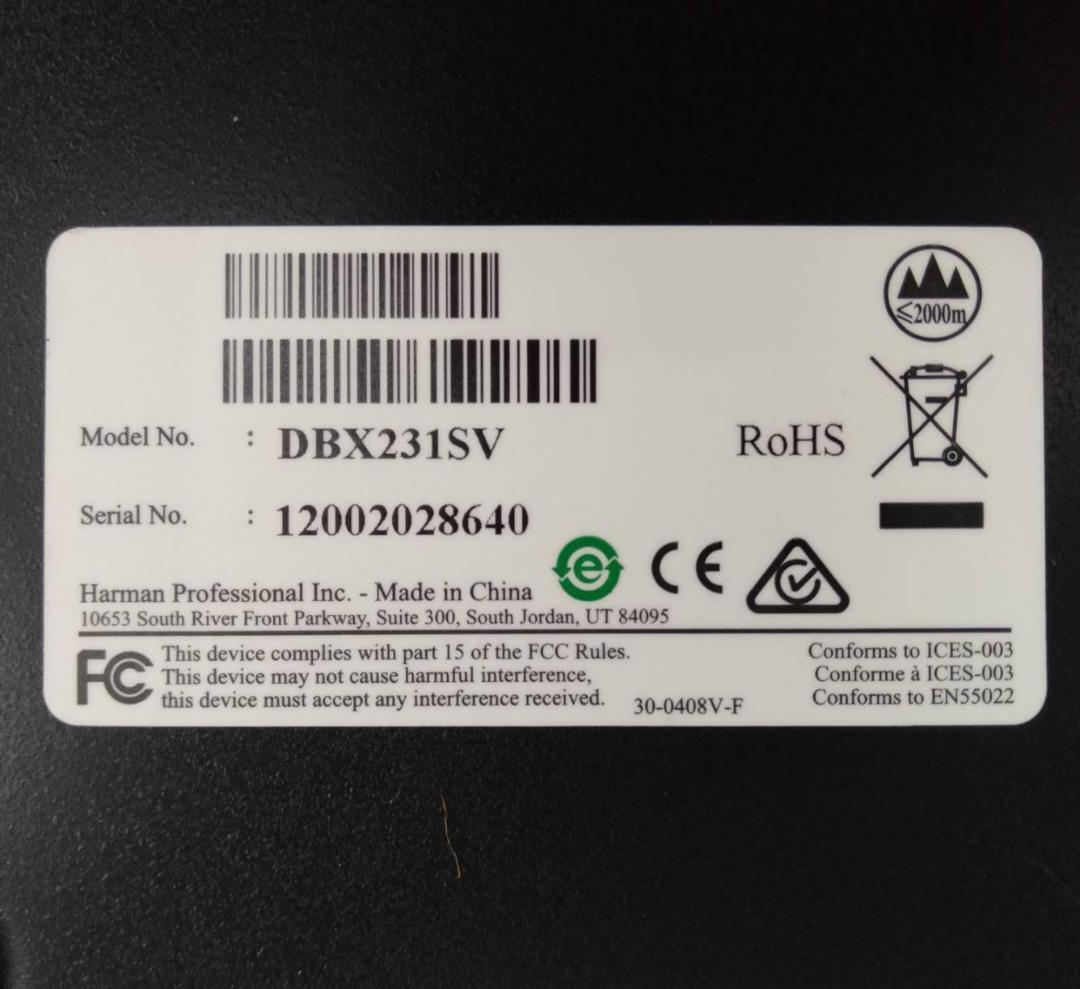 ≤2000m
Model No. : DBX231SV
RoHS
Serial No. : 12002028640
Harman Professional Inc. - Made in China
e CE
10653 South River Front Parkway, Suite 300, South Jordan, UT 84095
FC This device complies with part 15 of the FCC Rules.
This device may not cause harmful interference,
this device must accept any interference received.
30-0408V-F
Conforms to ICES-003
Conforme à ICES-003
Conforms to EN55022